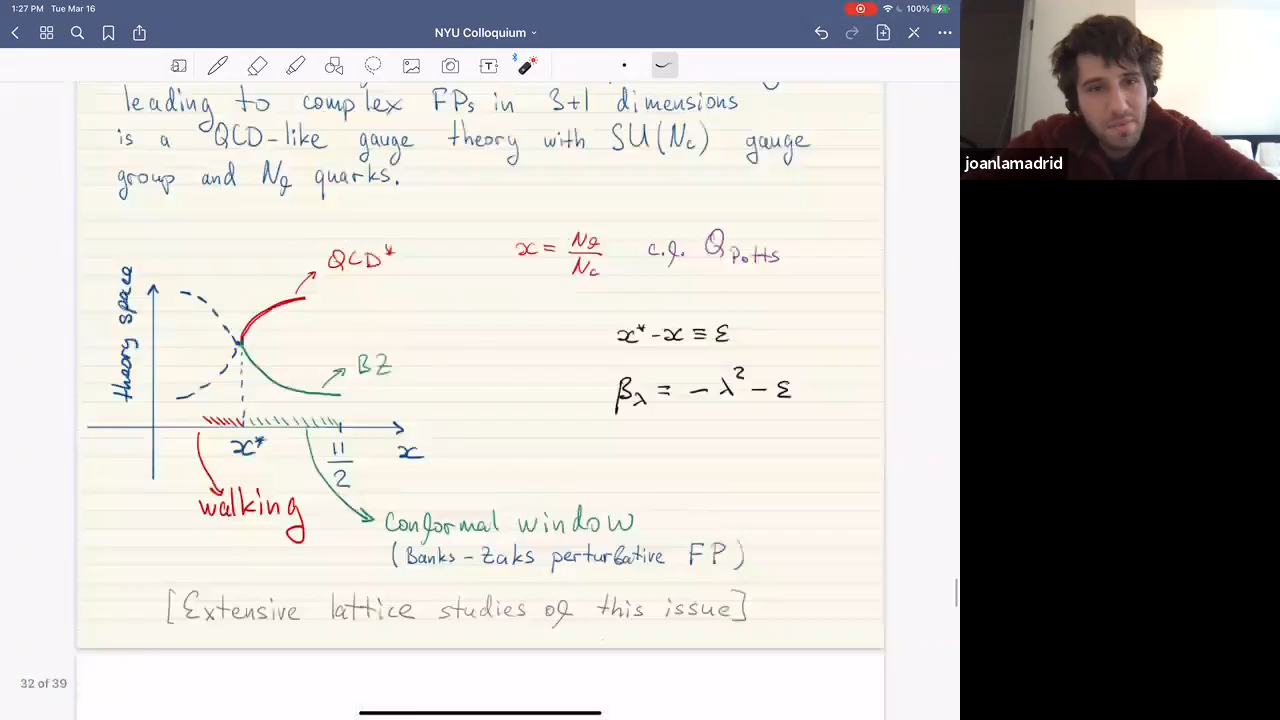 1:27 PM Tue Mar 16
100%
NYU Colloquium
leading to complex FPs in 3+1 dimensions
is a QCD-like gauge theory with SU(Nc) gauge
group and Nf quarks.
QCD*
x = Nf/Nc c.f. QPotts
theory space
x* - x ≡ ε
BZ
βλ = - λ² - ε
x* 11/2 x
walking
conformal window
(Banks-Zaks perturbative FP)
[Extensive lattice studies of this issue]
32 of 39
joanlamadrid